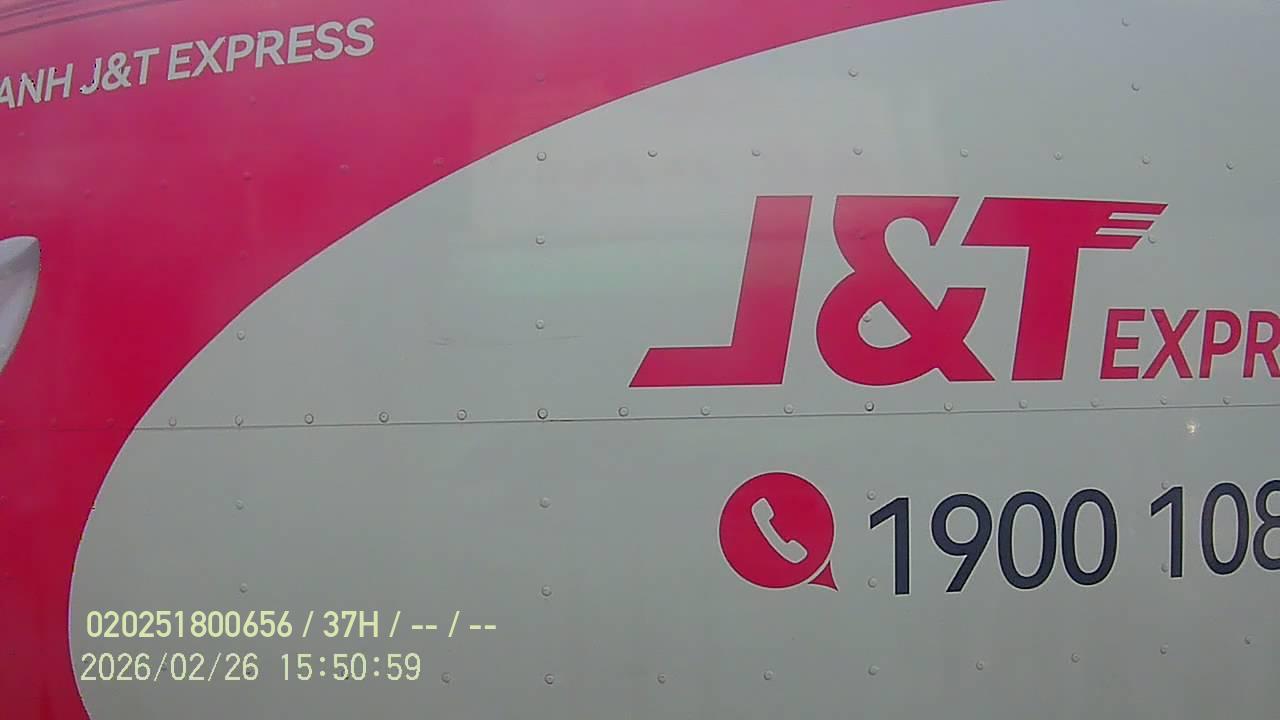 ANH J&T EXPRESS
J&T EXPR
1900 108
020251800656 / 37H / -- / --
2026/02/26 15:50:59